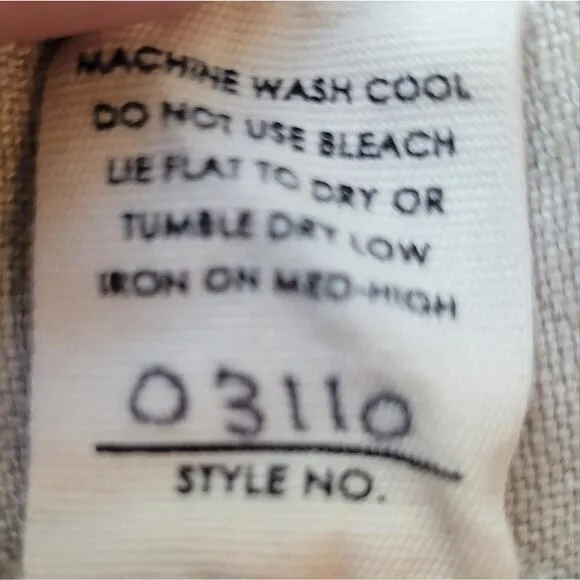 MACHINE WASH COOL
DO NOT USE BLEACH
LIE FLAT TO DRY OR
TUMBLE DRY LOW
IRON ON MED-HIGH
03110
STYLE NO.